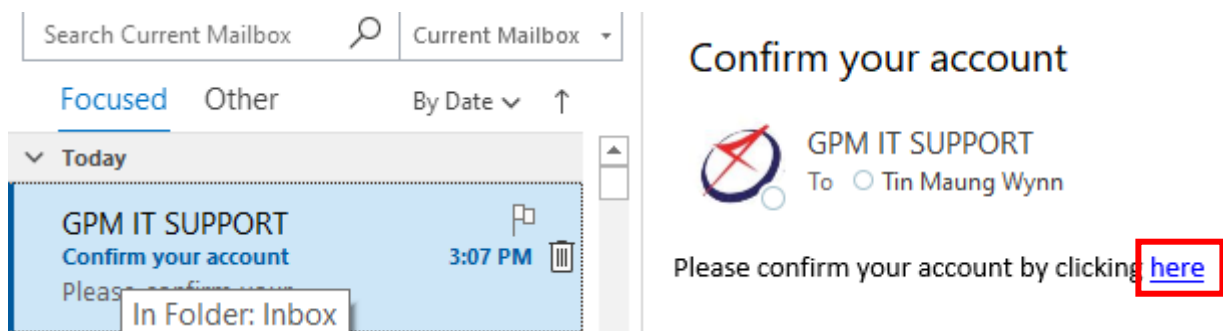 Search Current Mailbox
Current Mailbox
Focused
Other
By Date
Today
GPM IT SUPPORT
Confirm your account
3:07 PM
In Folder: Inbox
Confirm your account
GPM IT SUPPORT
To Tin Maung Wynn
Please confirm your account by clicking here